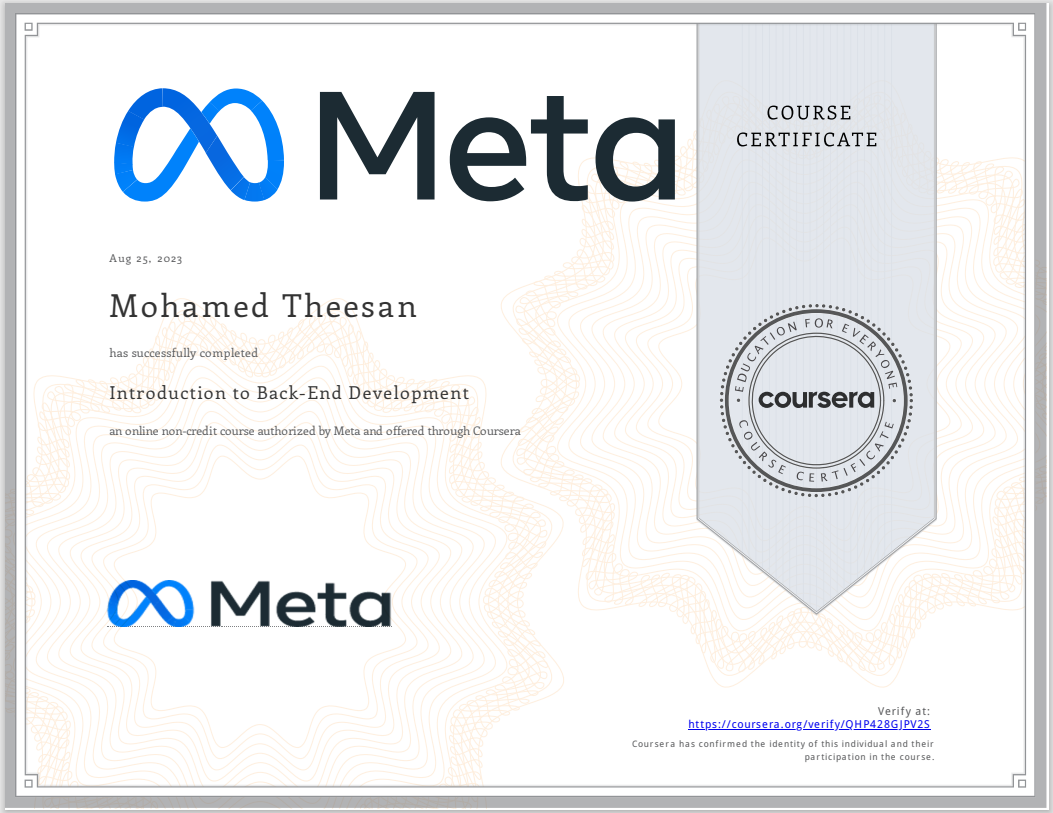 Meta
COURSE
CERTIFICATE
Aug 25, 2023
Mohamed Theesan
has successfully completed
Introduction to Back-End Development
an online non-credit course authorized by Meta and offered through Coursera
EDUCATION FOR EVERYONE
coursera
COURSE CERTIFICATE
Meta
Verify at:
https://coursera.org/verify/QHP428GJPV2S
Coursera has confirmed the identity of this individual and their
participation in the course.